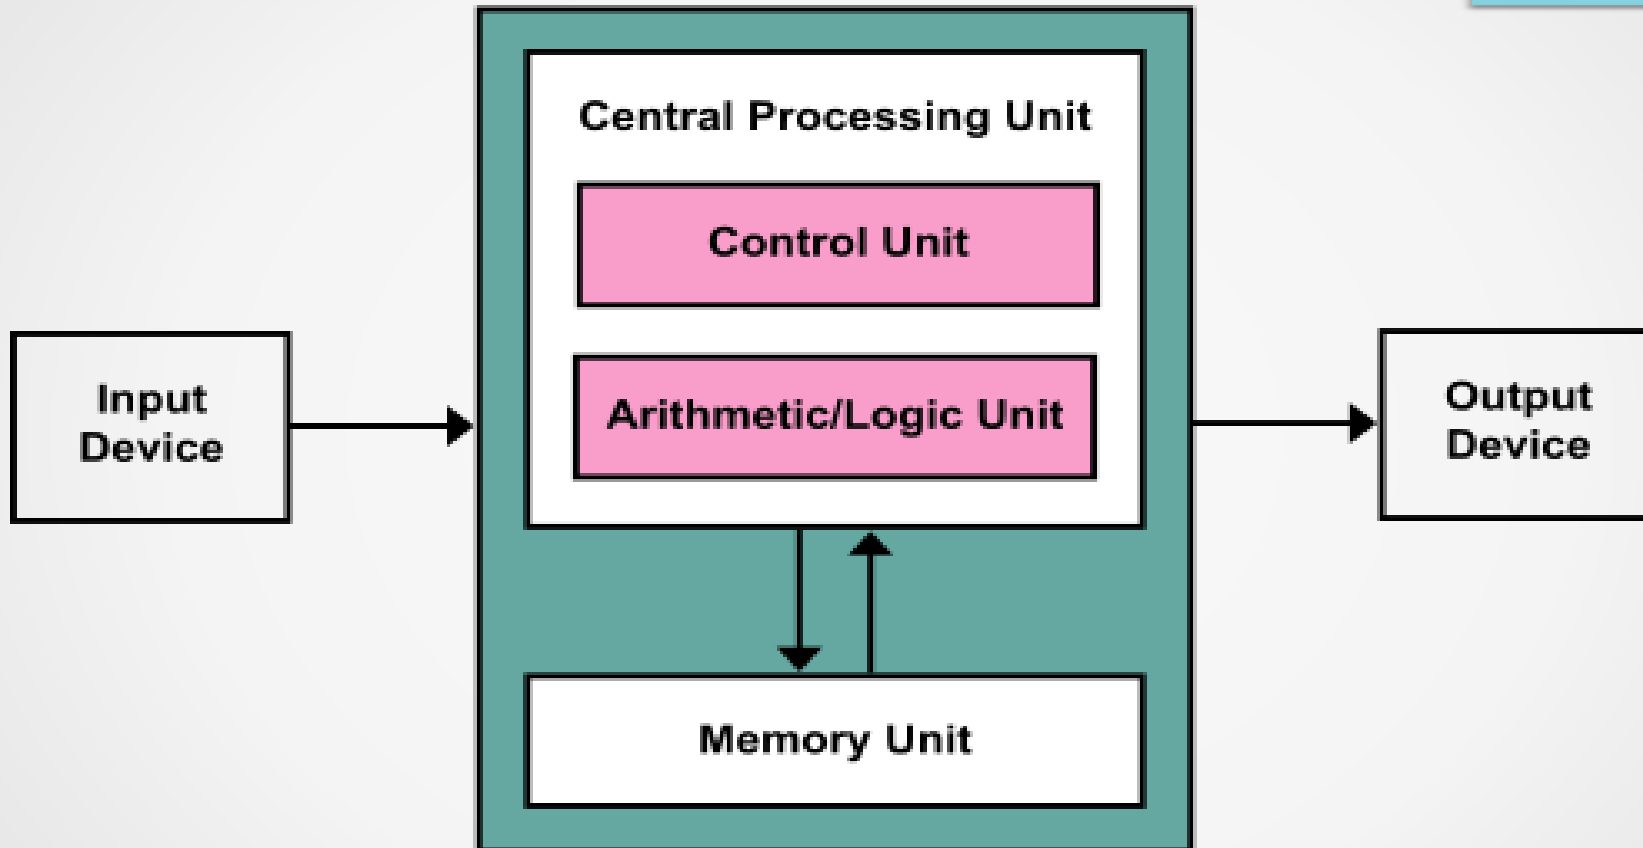 Central Processing Unit
Control Unit
Arithmetic/Logic Unit
Input
Device
Output
Device
Memory Unit